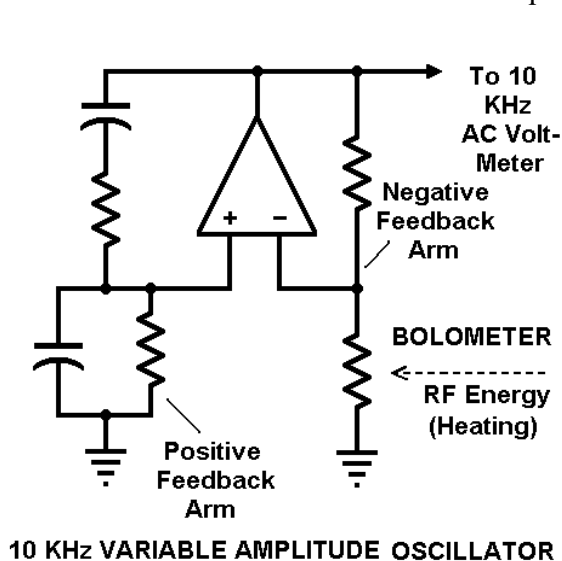 To 10
KHz
AC Volt-
Meter
+ −
Negative
Feedback
Arm
BOLOMETER
RF Energy
(Heating)
Positive
Feedback
Arm
10 KHz VARIABLE AMPLITUDE OSCILLATOR